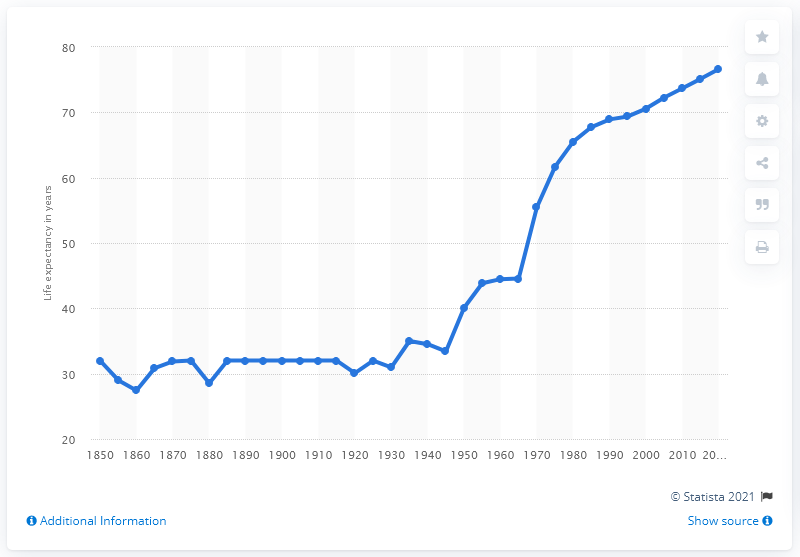 80
70
60
50
40
30
20
Life expectancy in years
1850 1860 1870 1880 1890 1900 1910 1920 1930 1940 1950 1960 1970 1980 1990 2000 2010 20...
© Statista 2021
Additional Information
Show source